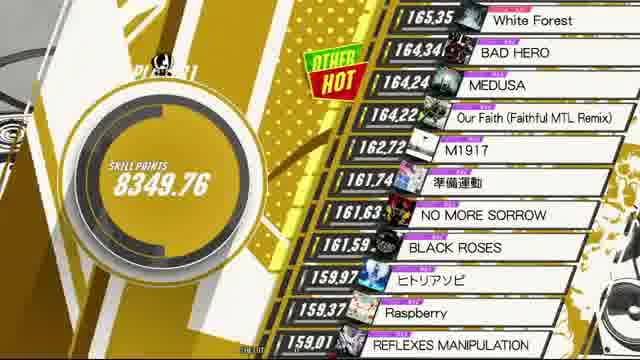 OTHER
HOT
SKILL POINTS
8349.76
165,35 White Forest
164,34 BAD HERO
164,24 MEDUSA
164,22 Our Faith (Faithful MTL Remix)
162,72 M1917
161,74 準備運動
161,63 NO MORE SORROW
161,59 BLACK ROSES
159,97 ヒトリアソビ
159,37 Raspberry
159,01 REFLEXES MANIPULATION